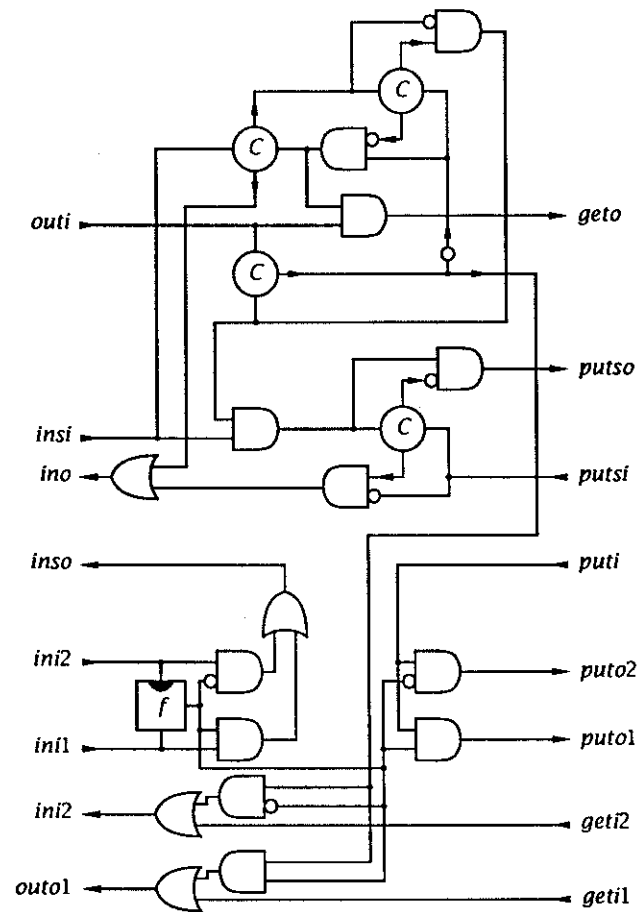 C
C
outi
geto
C
putso
C
insi
ino
putsi
inso
puti
ini2
puto2
f
ini1
puto1
ini2
geti2
outo1
geti1